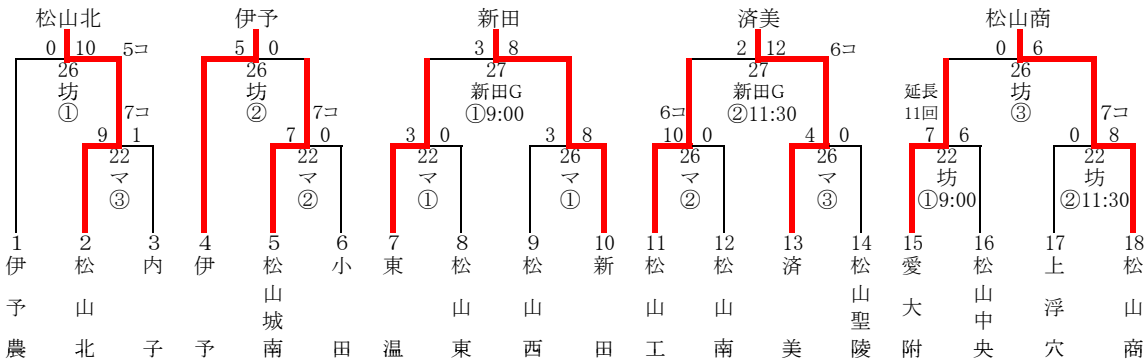 松山北 伊予 新田 済美 松山商
0 10 5コ 5 0 3 8 2 12 6コ 0 6
26 26 27 27 26
坊 坊 新田G 新田G 延長 坊
① ② ①9:00 ②11:30 11回 ③
7コ 7コ 6コ 7コ
9 1 7 0 3 0 3 8 10 0 4 0 7 6 0 8
22 22 22 26 26 26 22 22
マ マ マ マ マ マ 坊 坊
③ ② ① ① ② ③ ①9:00 ②11:30
1 2 3 4 5 6 7 8 9 10 11 12 13 14 15 16 17 18
伊予農
松山北
内子
伊予
松山城南
小田
東温
松山東
松山西
新田
松山工
松山南
済美
松山聖陵
愛大附
松山中央
上浮穴
松山商